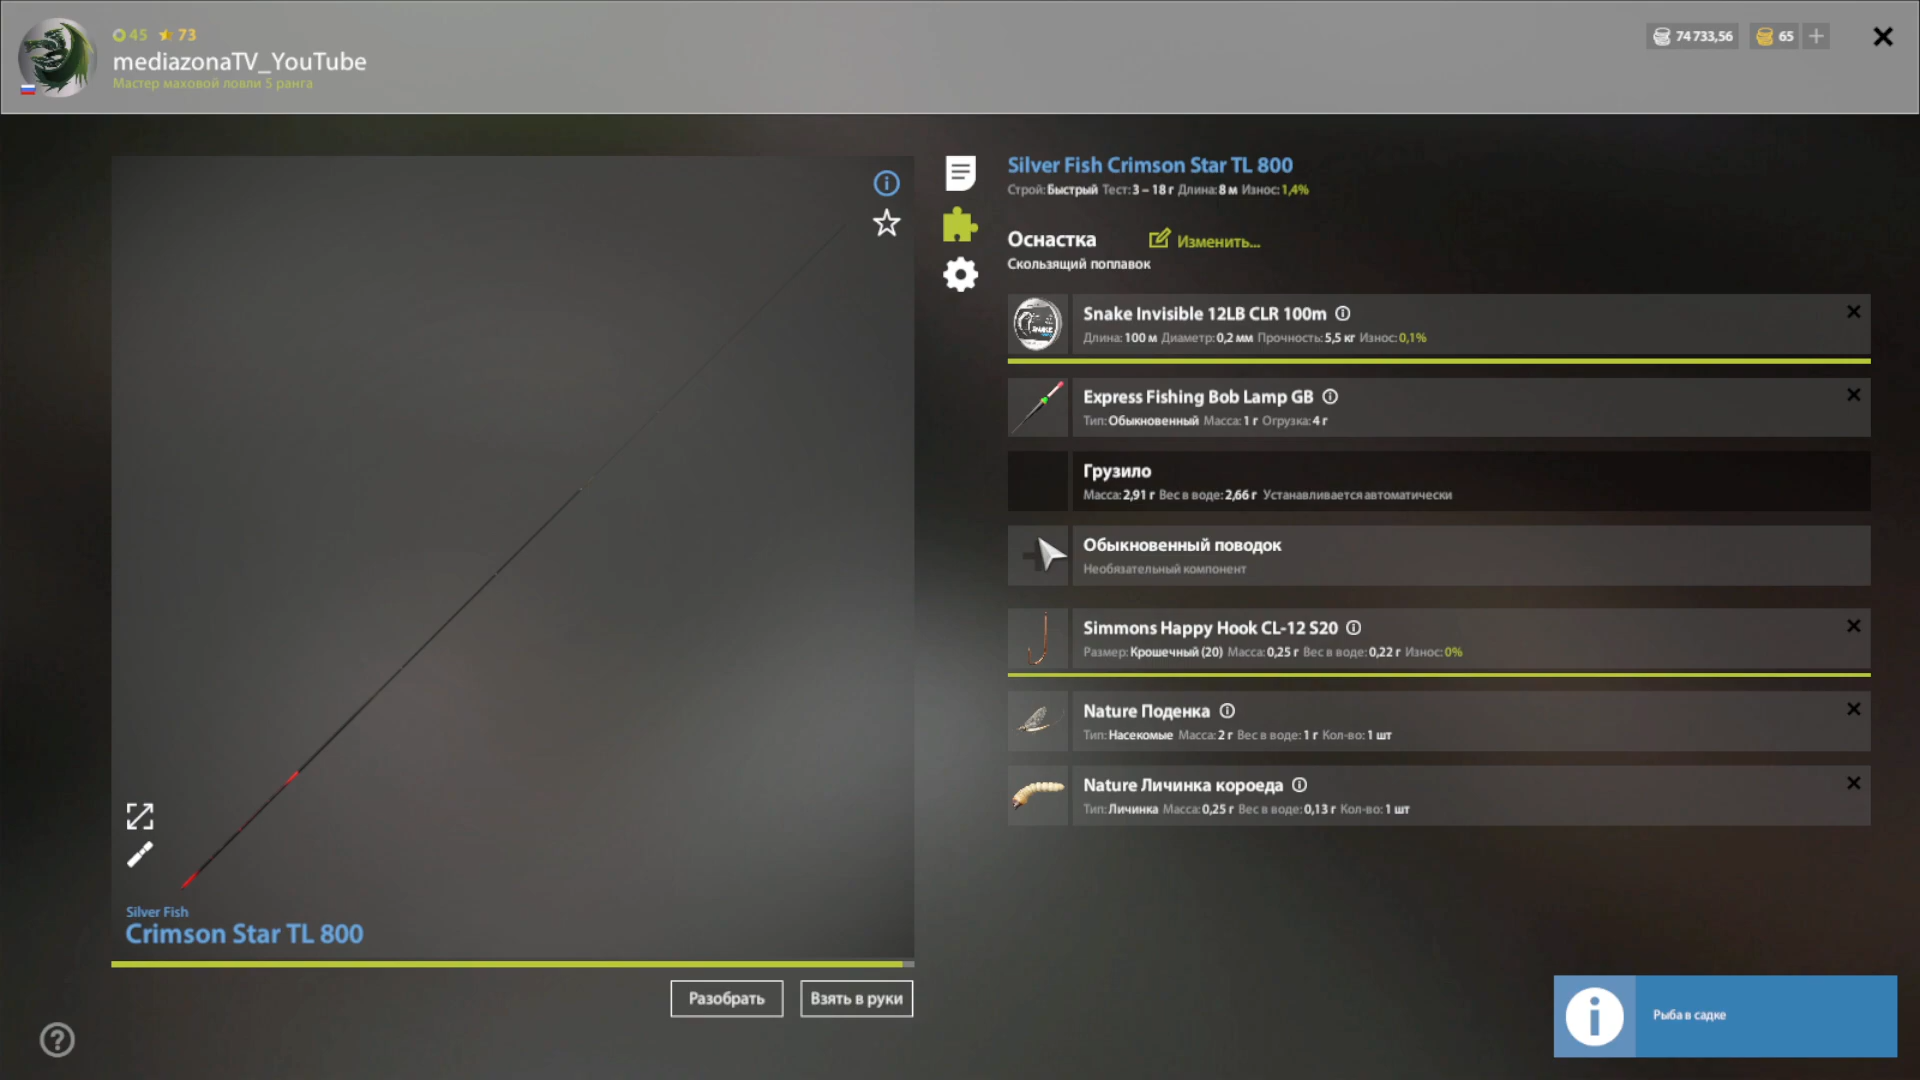 45 73
mediazonaTV_YouTube
Мастер маховой ловли 5 ранга
74 733,56 65
Silver Fish Crimson Star TL 800
Строй: Быстрый Тест: 3 – 18 г Длина: 8 м Износ: 1,4%
Оснастка Изменить...
Скользящий поплавок
Snake Invisible 12LB CLR 100m
Длина: 100 м Диаметр: 0,2 мм Прочность: 5,5 кг Износ: 0,1%
Express Fishing Bob Lamp GB
Тип: Обыкновенный Масса: 1 г Огрузка: 4 г
Грузило
Масса: 2,91 г Вес в воде: 2,66 г Устанавливается автоматически
Обыкновенный поводок
Необязательный компонент
Simmons Happy Hook CL-12 S20
Размер: Крошечный (20) Масса: 0,25 г Вес в воде: 0,22 г Износ: 0%
Nature Поденка
Тип: Насекомые Масса: 2 г Вес в воде: 1 г Кол-во: 1 шт
Nature Личинка короеда
Тип: Личинка Масса: 0,25 г Вес в воде: 0,13 г Кол-во: 1 шт
Silver Fish
Crimson Star TL 800
Разобрать Взять в руки
Рыба в садке